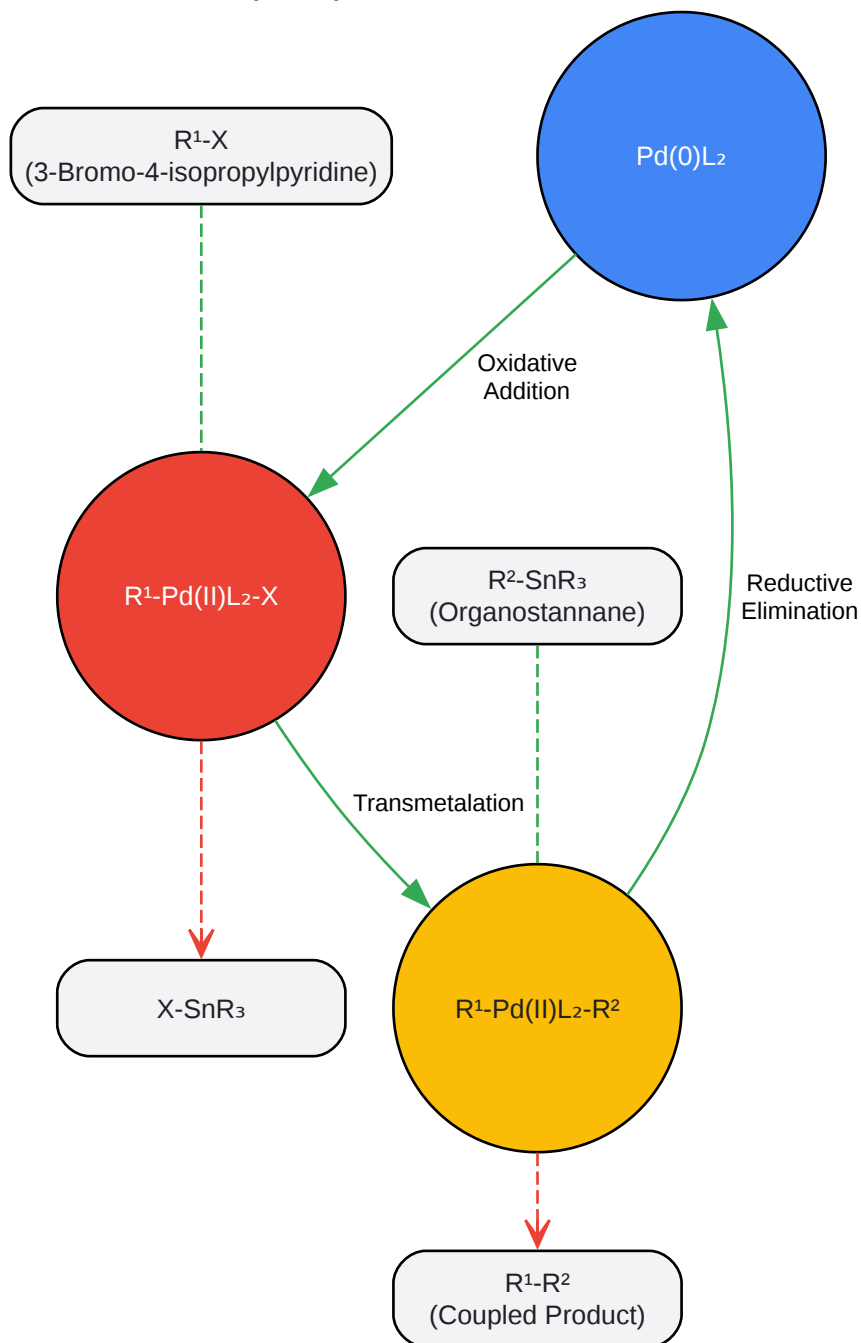 R¹-X
(3-Bromo-4-isopropylpyridine)
Pd(0)L₂
Oxidative
Addition
R¹-Pd(II)L₂-X
R²-SnR₃
(Organostannane)
Reductive
Elimination
Transmetalation
X-SnR₃
R¹-Pd(II)L₂-R²
R¹-R²
(Coupled Product)